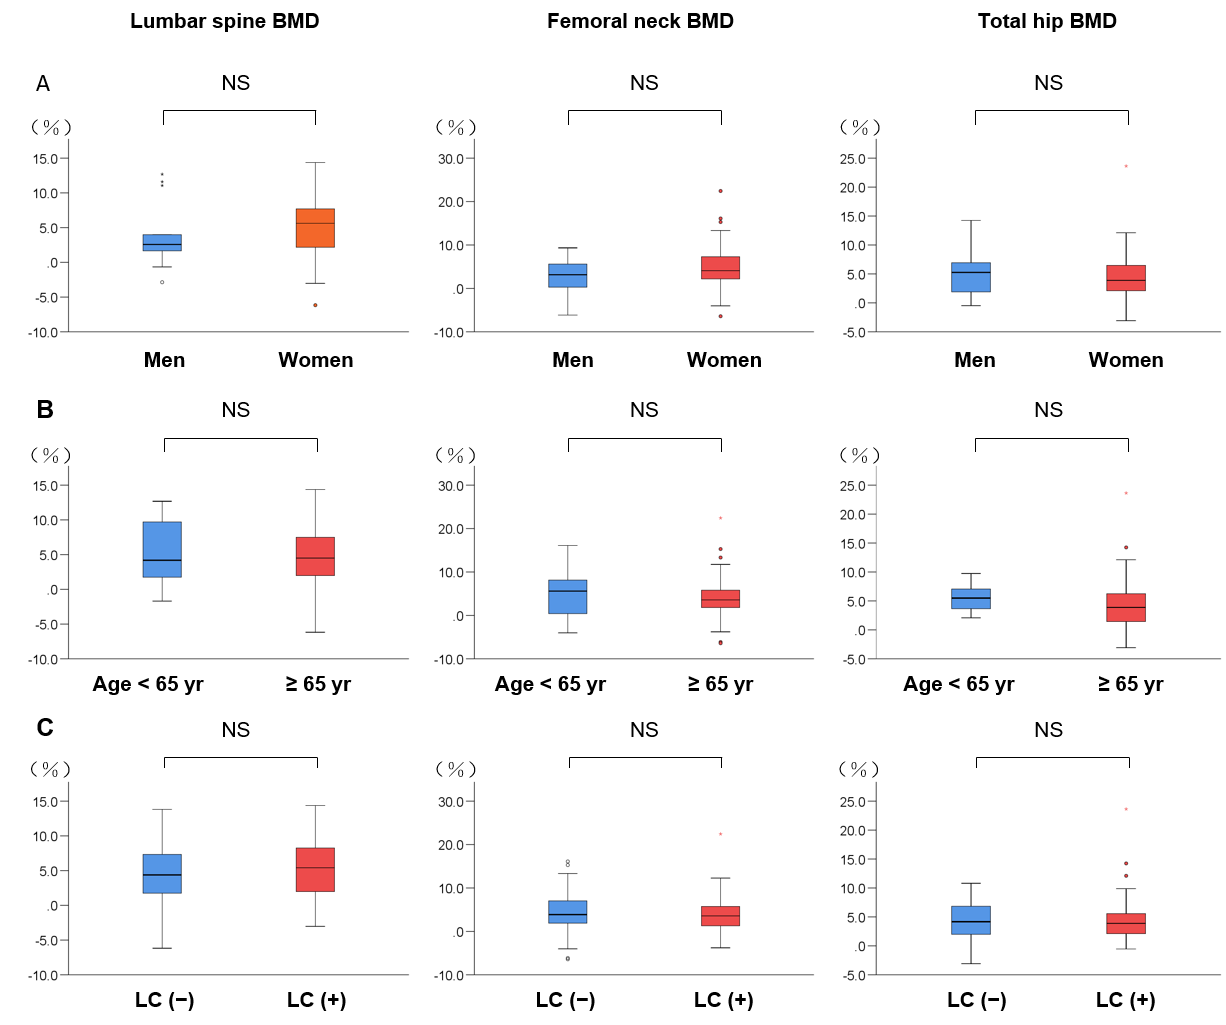 Lumbar spine BMD Femoral neck BMD Total hip BMD
A NS NS NS
(%) (%) (%)
15.0 30.0 25.0
10.0 20.0 20.0
5.0 10.0 15.0
.0 .0 10.0
-5.0 -10.0 5.0
-10.0 .0
-5.0
Men Women Men Women Men Women
B NS NS NS
(%) (%) (%)
15.0 30.0 25.0
10.0 20.0 20.0
5.0 10.0 15.0
.0 .0 10.0
-5.0 -10.0 5.0
-10.0 .0
-5.0
Age < 65 yr ≥ 65 yr Age < 65 yr ≥ 65 yr Age < 65 yr ≥ 65 yr
C NS NS NS
(%) (%) (%)
15.0 30.0 25.0
10.0 20.0 20.0
5.0 10.0 15.0
.0 .0 10.0
-5.0 -10.0 5.0
-10.0 .0
-5.0
LC (−) LC (+) LC (−) LC (+) LC (−) LC (+)